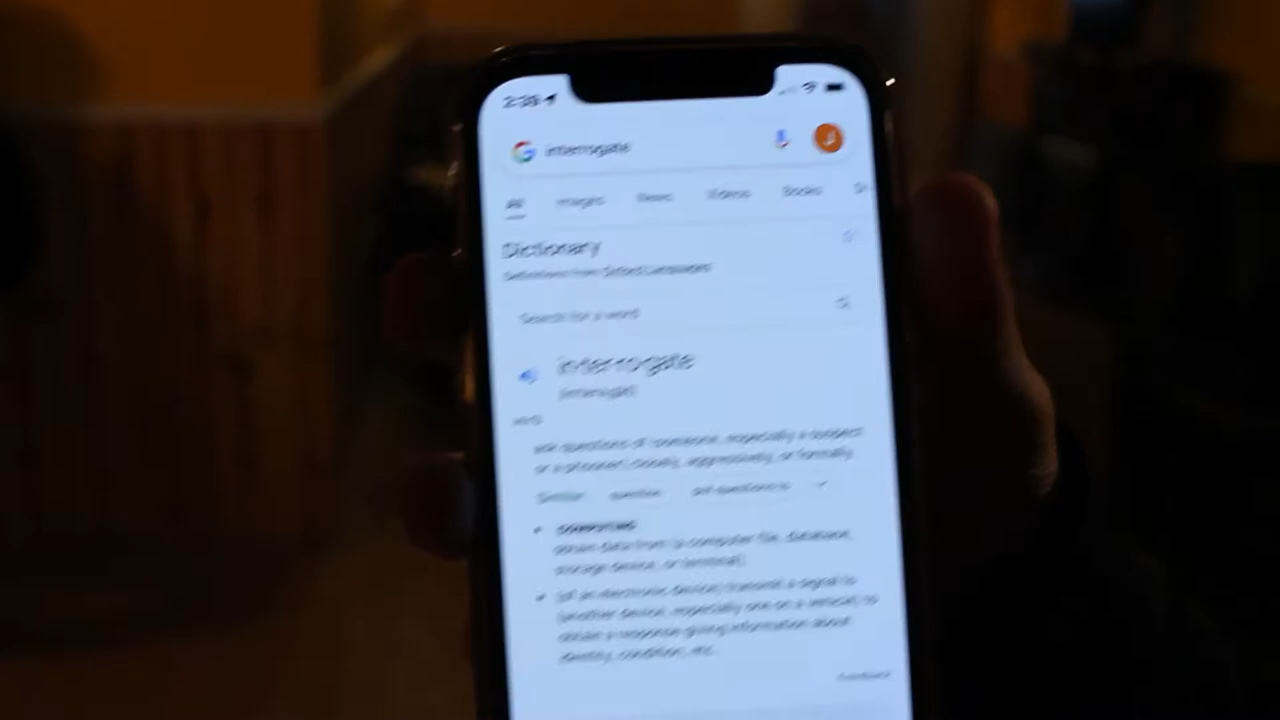 interrogate
All Images News Videos Books
Dictionary
Definitions from Oxford Languages
Search for a word
interrogate
verb
ask questions of (someone, especially a suspect
or a prisoner) closely, aggressively, or formally.
Similar: question put questions to
COMPUTING
obtain data from (a computer file, database,
storage device, or terminal).
(of an electronic device) transmit a signal to
(another device, especially one on a vehicle) to
obtain a response giving information about
identity, condition, etc.
Feedback